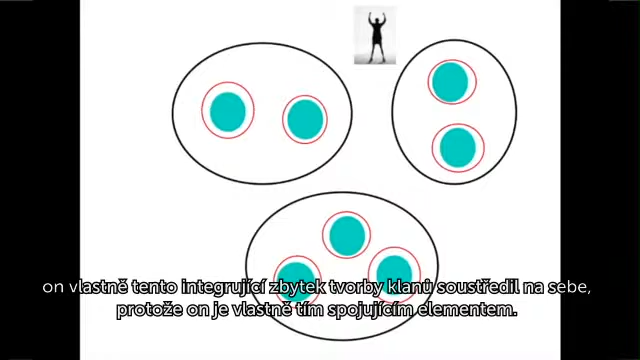 on vlastně tento integrující zbytek tvorby klanů soustředil na sebe,
protože on je vlastně tím spojujícím elementem.